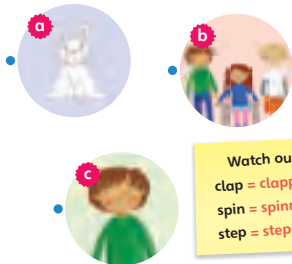 a
b
c
Watch ou
clap = clapp
spin = spinn
step = step